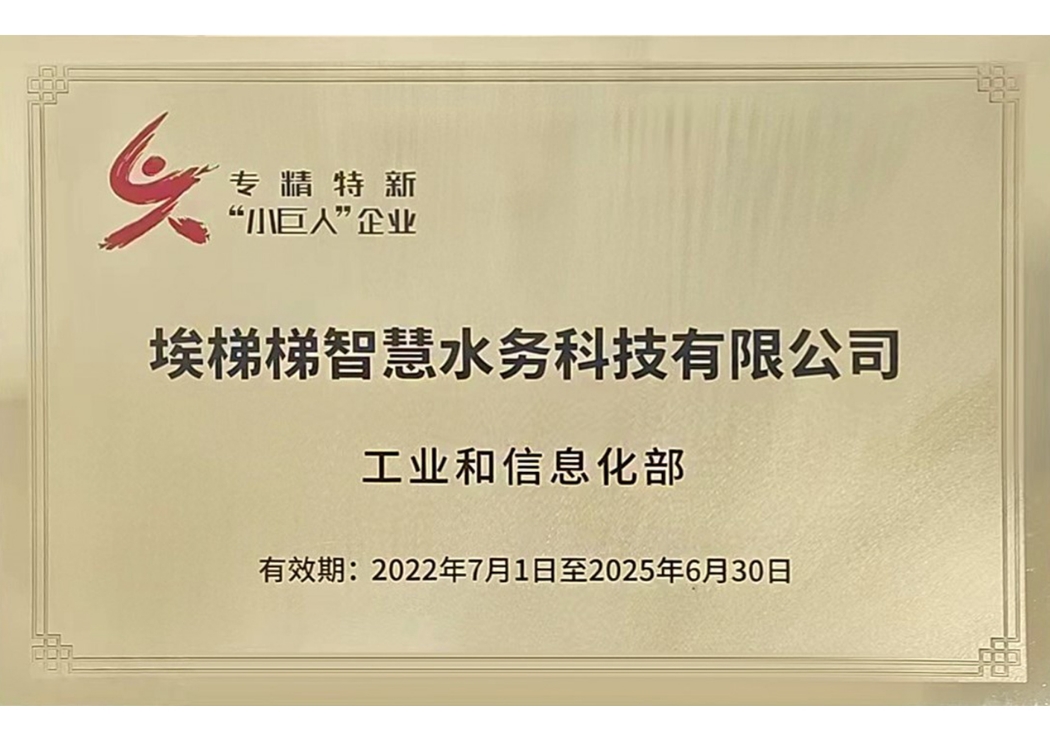 专精特新
“小巨人”企业
埃梯梯智慧水务科技有限公司
工业和信息化部
有效期：2022年7月1日至2025年6月30日